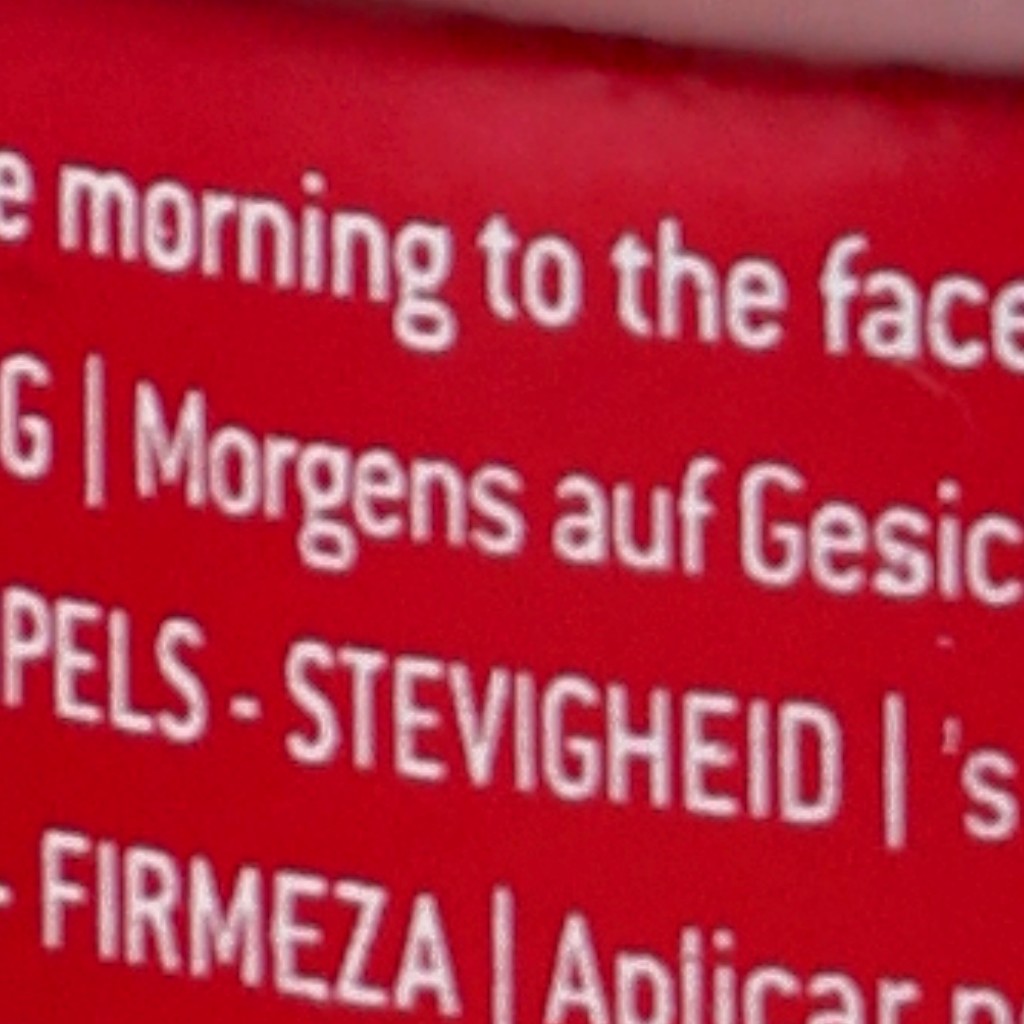 e morning to the face
G | Morgens auf Gesic
PELS - STEVIGHEID | 's
- FIRMEZA | Aplicar